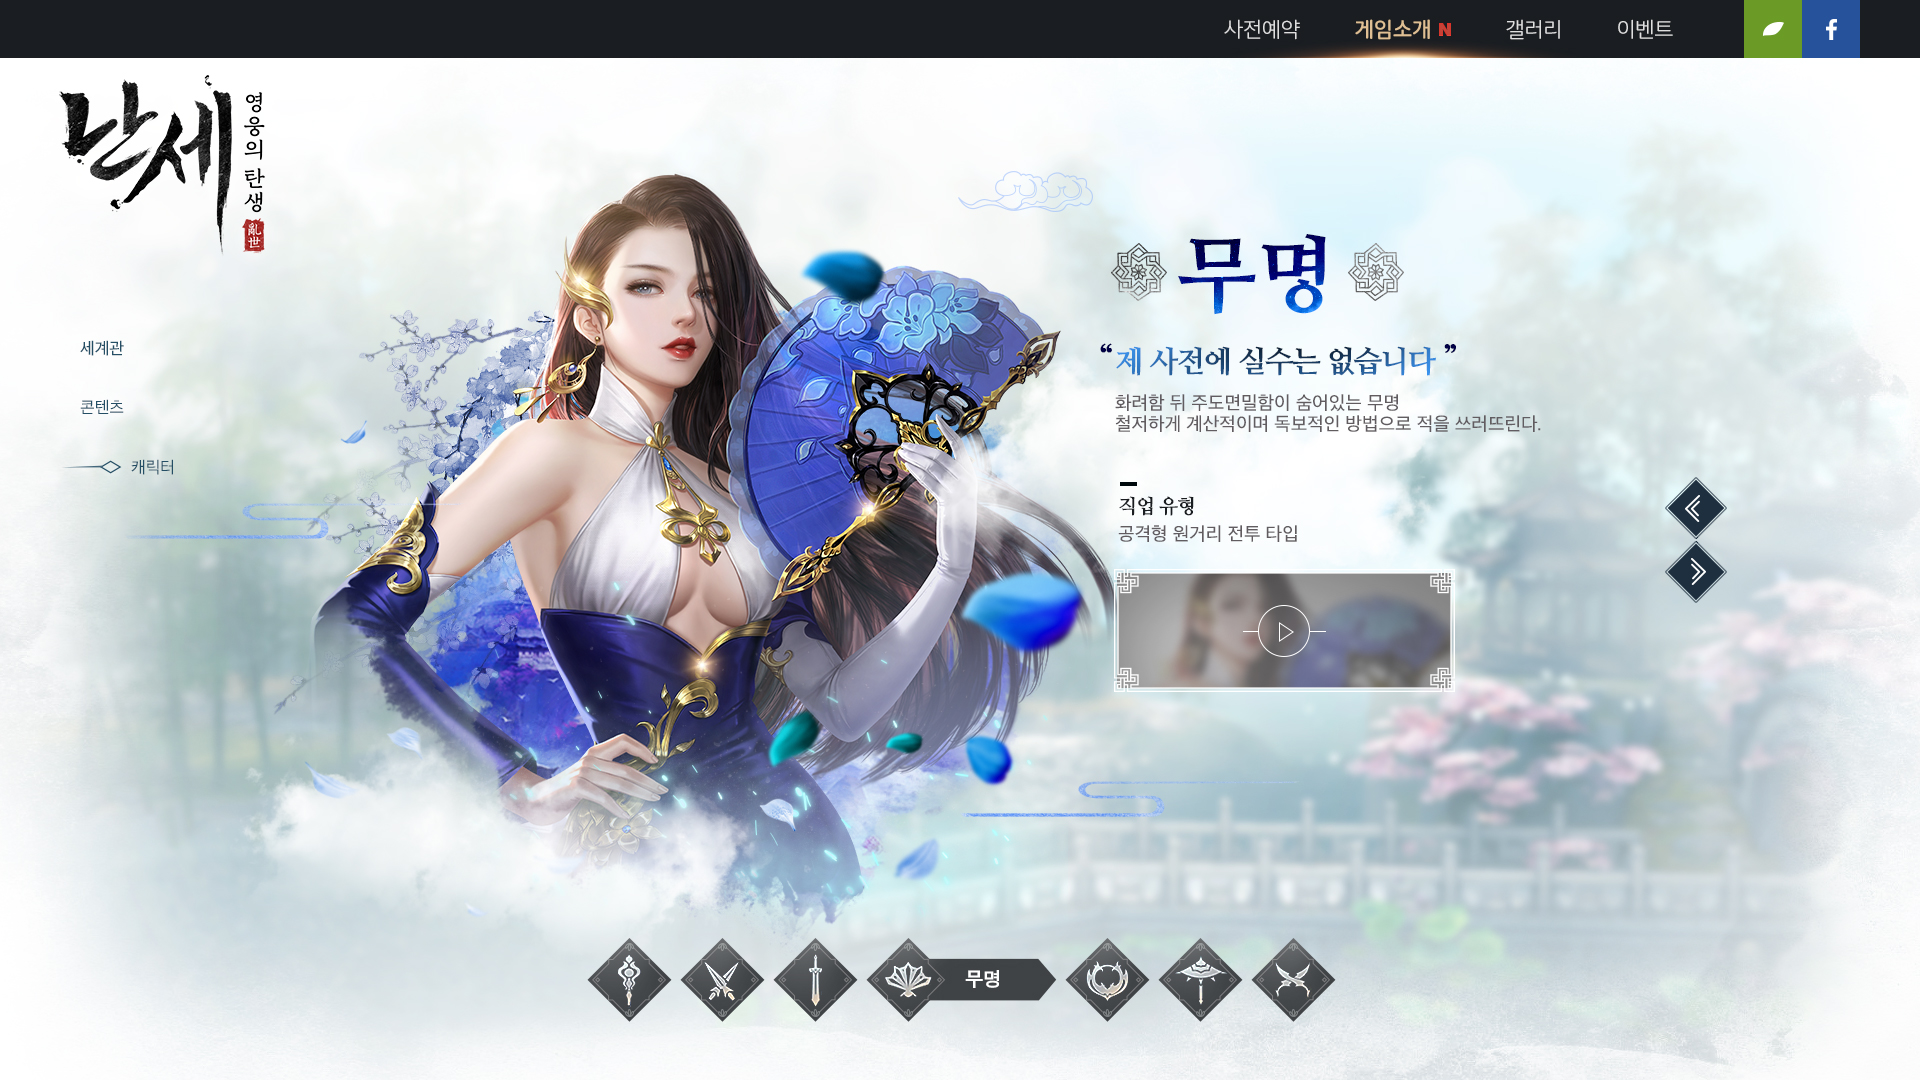 사전예약
게임소개 N
갤러리
이벤트
난세
영웅의 탄생
亂世
세계관
콘텐츠
캐릭터
무명
“제 사전에 실수는 없습니다”
화려함 뒤 주도면밀함이 숨어있는 무명
철저하게 계산적이며 독보적인 방법으로 적을 쓰러뜨린다.
직업 유형
공격형 원거리 전투 타입
무명